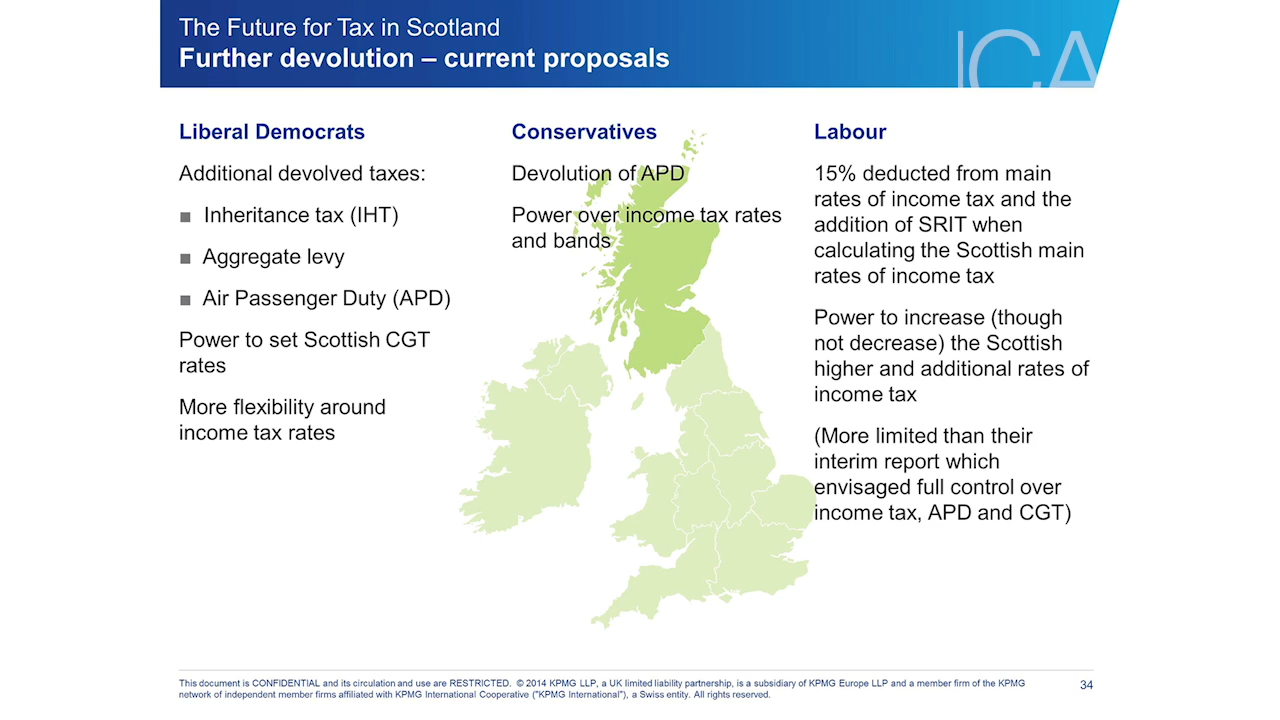 The Future for Tax in Scotland
Further devolution – current proposals
ICA
Liberal Democrats
Additional devolved taxes:
■ Inheritance tax (IHT)
■ Aggregate levy
■ Air Passenger Duty (APD)
Power to set Scottish CGT
rates
More flexibility around
income tax rates
Conservatives
Devolution of APD
Power over income tax rates
and bands
Labour
15% deducted from main
rates of income tax and the
addition of SRIT when
calculating the Scottish main
rates of income tax
Power to increase (though
not decrease) the Scottish
higher and additional rates of
income tax
(More limited than their
interim report which
envisaged full control over
income tax, APD and CGT)
This document is CONFIDENTIAL and its circulation and use are RESTRICTED. © 2014 KPMG LLP, a UK limited liability partnership, is a subsidiary of KPMG Europe LLP and a member firm of the KPMG
network of independent member firms affiliated with KPMG International Cooperative ("KPMG International"), a Swiss entity. All rights reserved.
34